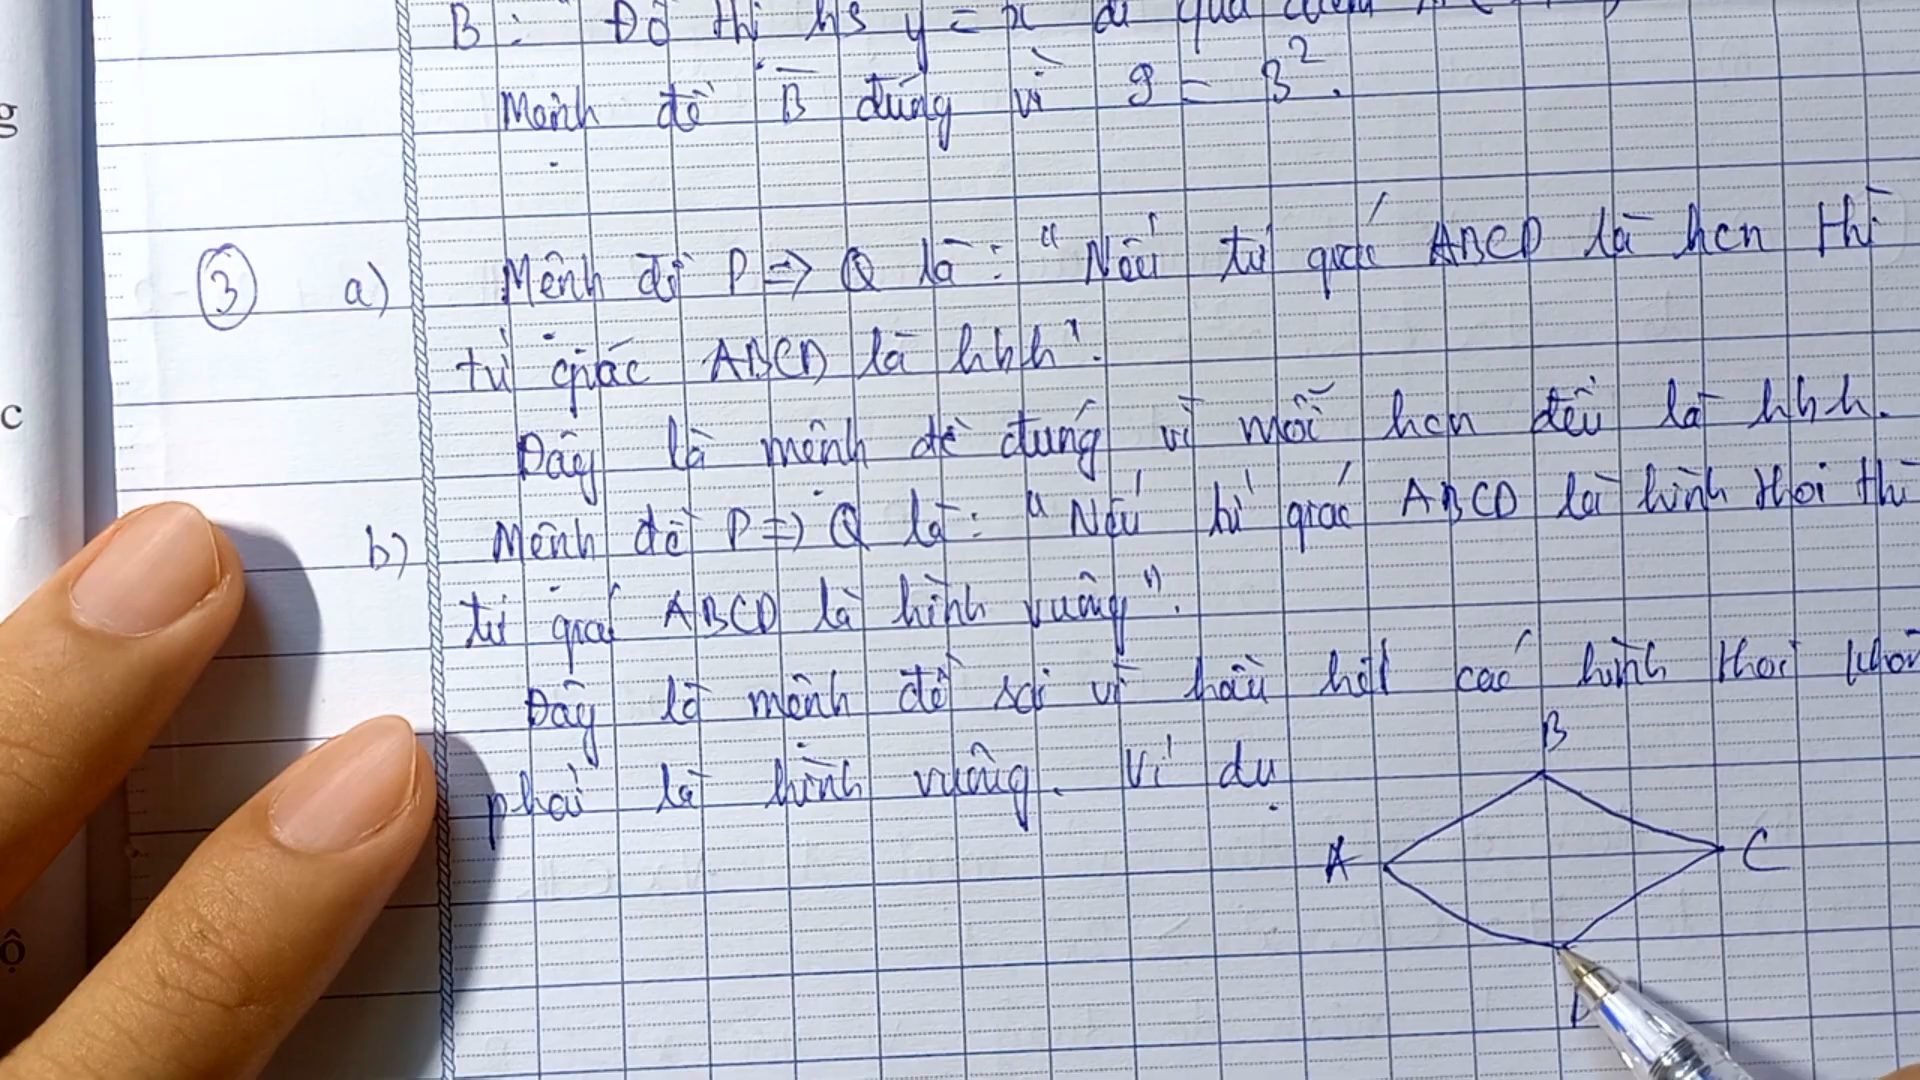 B : " Đồ thị hs y = x đi qua điểm
Mệnh đề B̅ đúng vì 9 = 3².
g
③ a) Mệnh đề P => Q là : " Nếu tứ giác ABCD là hcn thì
tứ giác ABCD là hbh".
c
Đây là mệnh đề đúng vì mỗi hcn đều là hbh.
b) Mệnh đề P => Q là : " Nếu tứ giác ABCD là hình thoi thì
tứ giác ABCD là hình vuông".
Đây là mệnh đề sai vì hầu hết các hình thoi
phải là hình vuông. Ví dụ
B
A C
ộ
D